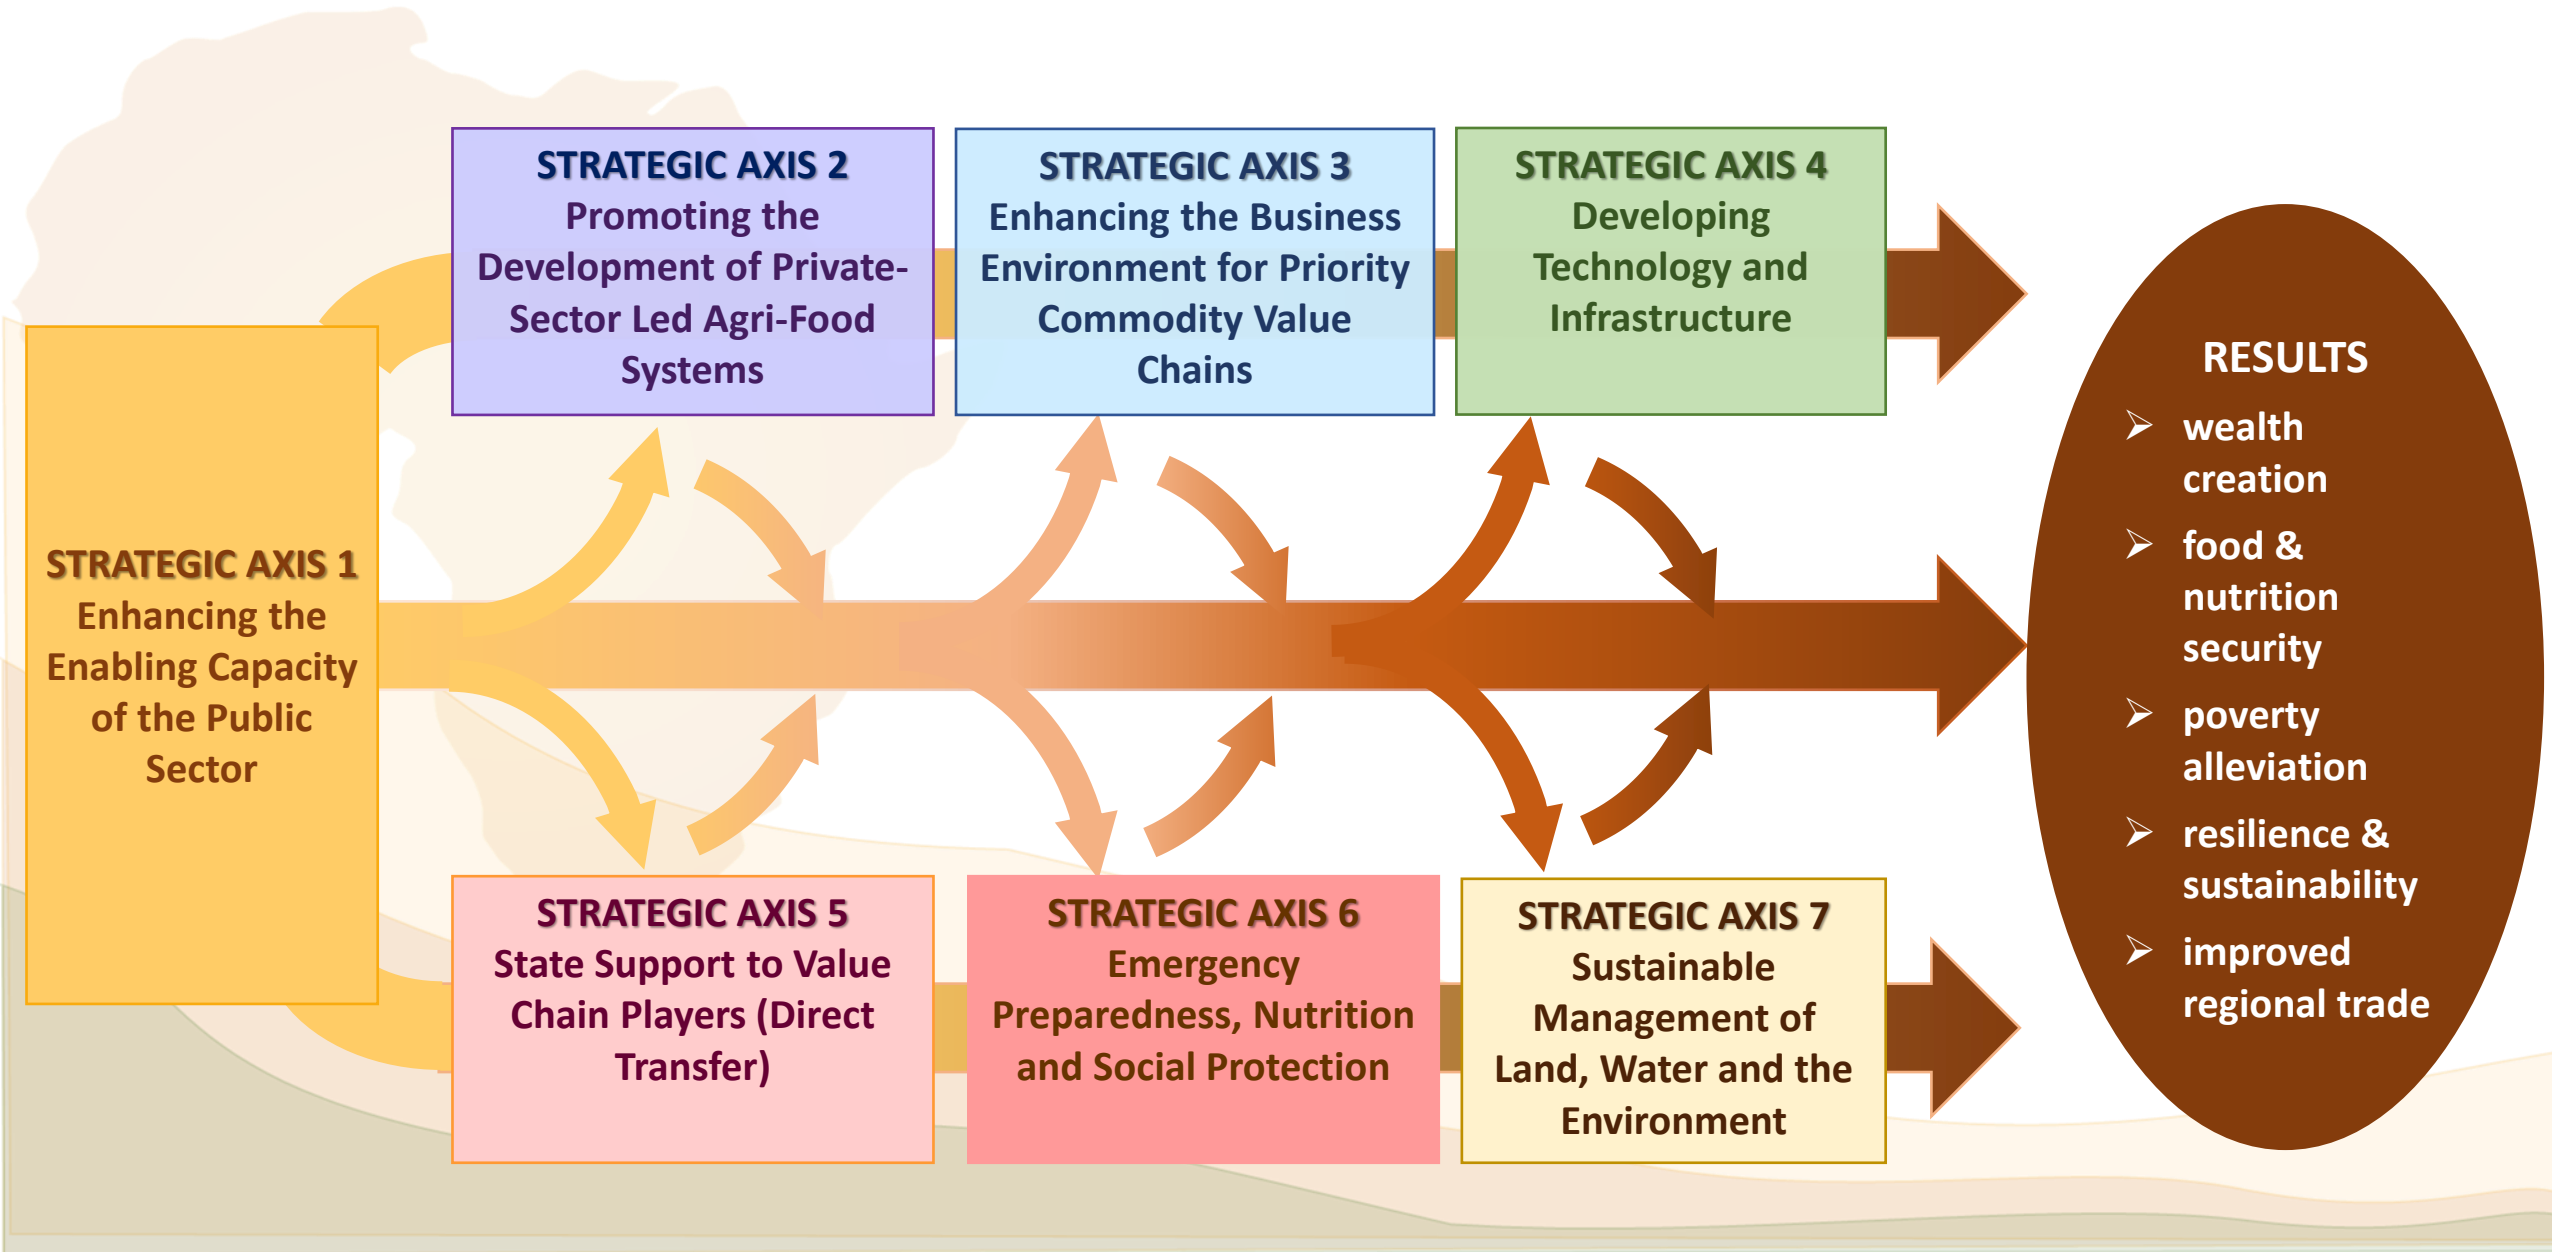 STRATEGIC AXIS 1
Enhancing the
Enabling Capacity
of the Public
Sector
STRATEGIC AXIS 2
Promoting the
Development of Private-
Sector Led Agri-Food
Systems
STRATEGIC AXIS 3
Enhancing the Business
Environment for Priority
Commodity Value
Chains
STRATEGIC AXIS 4
Developing
Technology and
Infrastructure
STRATEGIC AXIS 5
State Support to Value
Chain Players (Direct
Transfer)
STRATEGIC AXIS 6
Emergency
Preparedness, Nutrition
and Social Protection
STRATEGIC AXIS 7
Sustainable
Management of
Land, Water and the
Environment
RESULTS
➢ wealth
creation
➢ food &
nutrition
security
➢ poverty
alleviation
➢ resilience &
sustainability
➢ improved
regional trade